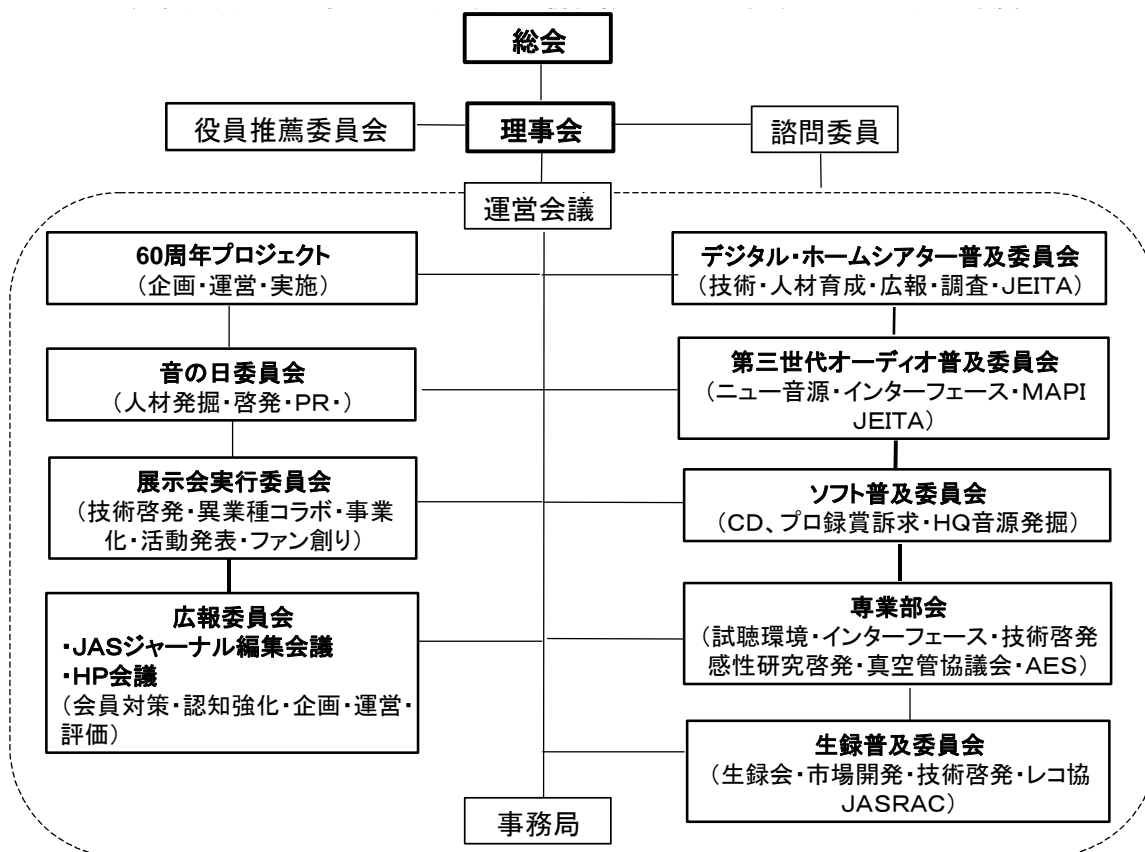 総会
役員推薦委員会
理事会
諮問委員
運営会議
60周年プロジェクト
（企画・運営・実施）
デジタル・ホームシアター普及委員会
（技術・人材育成・広報・調査・JEITA）
音の日委員会
（人材発掘・啓発・PR・）
第三世代オーディオ普及委員会
（ニュー音源・インターフェース・MAPI
JEITA）
展示会実行委員会
（技術啓発・異業種コラボ・事業
化・活動発表・ファン創り）
ソフト普及委員会
（CD、プロ録賞訴求・HQ音源発掘）
広報委員会
・JASジャーナル編集会議
・HP会議
（会員対策・認知強化・企画・運営・
評価）
専業部会
（試聴環境・インターフェース・技術啓発
感性研究啓発・真空管協議会・AES）
生録普及委員会
（生録会・市場開発・技術啓発・レコ協
JASRAC）
事務局